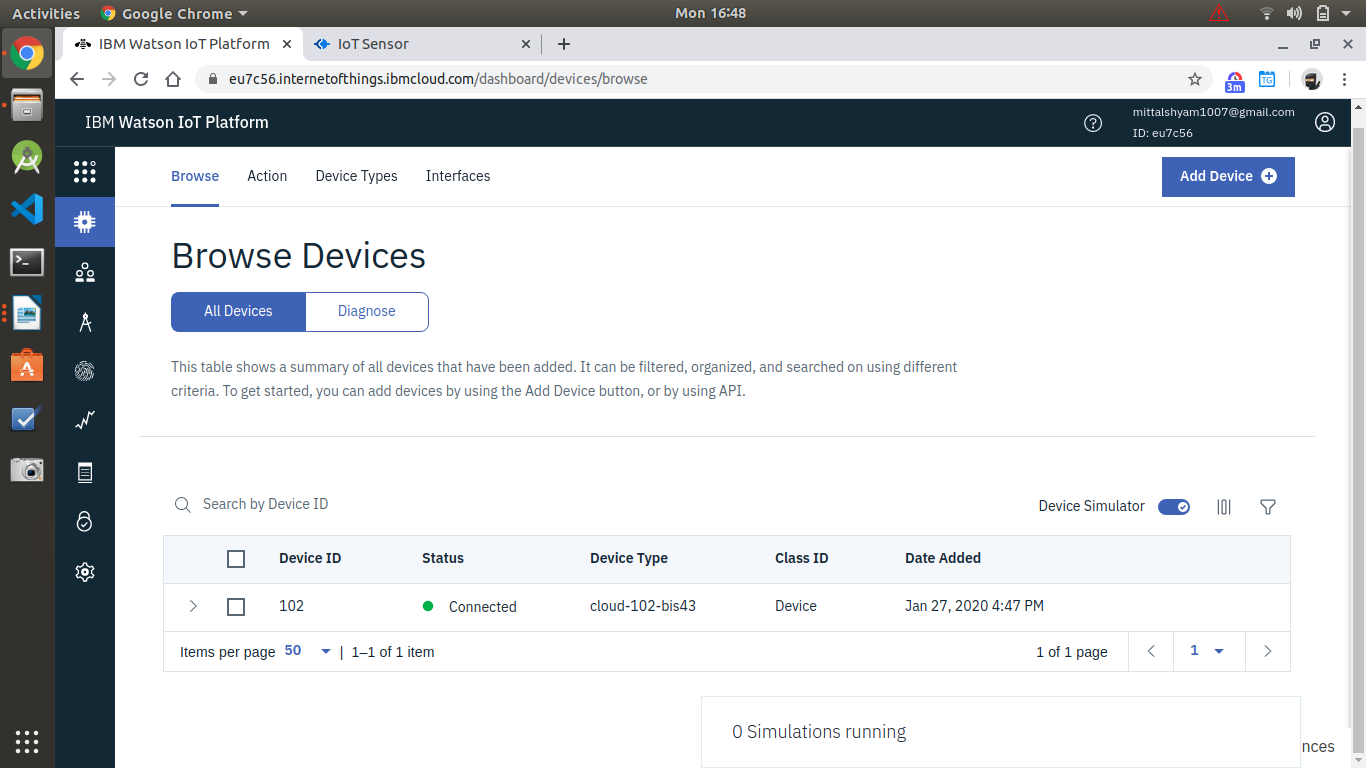 Activities Google Chrome Mon 16:48
IBM Watson IoT Platform IoT Sensor
eu7c56.internetofthings.ibmcloud.com/dashboard/devices/browse
3m TG
IBM Watson IoT Platform
mittalshyam1007@gmail.com
ID: eu7c56
Browse Action Device Types Interfaces Add Device
Browse Devices
All Devices Diagnose
This table shows a summary of all devices that have been added. It can be filtered, organized, and searched on using different
criteria. To get started, you can add devices by using the Add Device button, or by using API.
Search by Device ID Device Simulator
Device ID Status Device Type Class ID Date Added
102 Connected cloud-102-bis43 Device Jan 27, 2020 4:47 PM
Items per page 50 | 1–1 of 1 item 1 of 1 page 1
0 Simulations running
nces